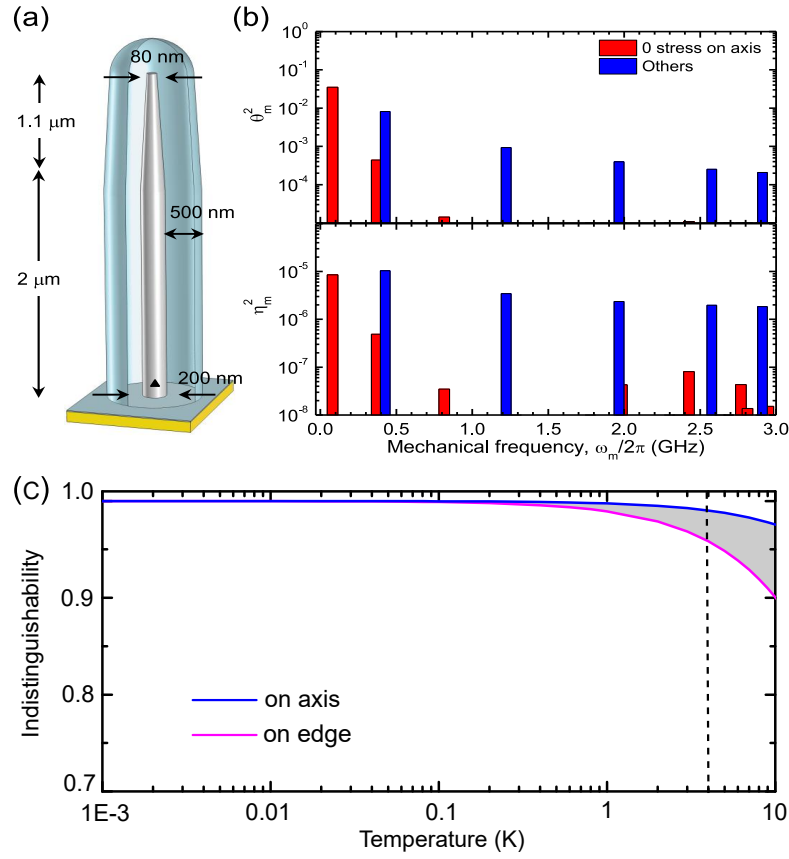 (a)
80 nm
1.1 μm
500 nm
2 μm
200 nm
(b)
0 stress on axis
Others
10^0
10^-1
10^-2
10^-3
10^-4
θ_m^2
10^-5
10^-6
10^-7
10^-8
η_m^2
0.0 0.5 1.0 1.5 2.0 2.5 3.0
Mechanical frequency, ω_m/2π (GHz)
(C)
1.0
0.9
0.8
0.7
Indistinguishability
on axis
on edge
1E-3 0.01 0.1 1 10
Temperature (K)